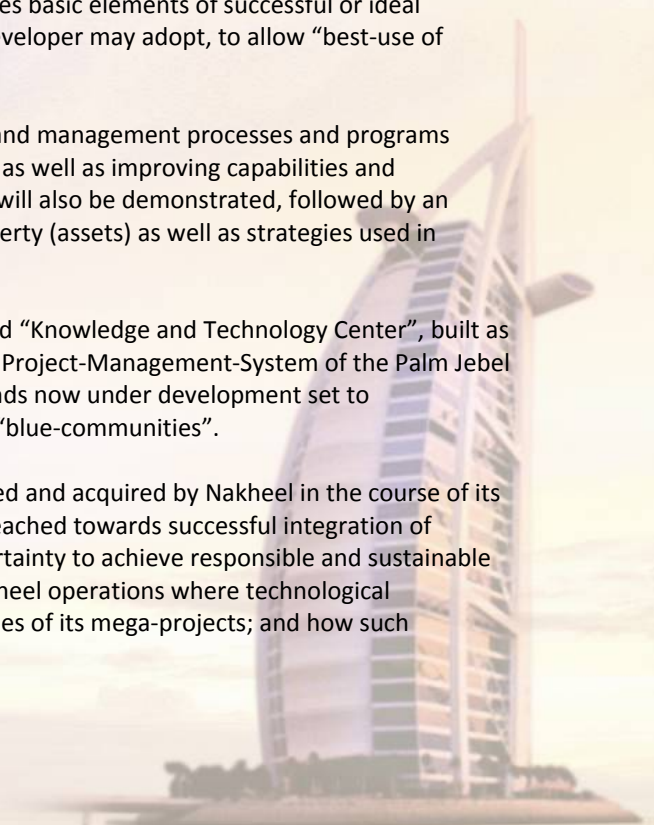 es basic elements of successful or ideal
eveloper may adopt, to allow “best-use of
and management processes and programs
as well as improving capabilities and
will also be demonstrated, followed by an
erty (assets) as well as strategies used in
d “Knowledge and Technology Center”, built as
Project-Management-System of the Palm Jebel
nds now under development set to
“blue-communities”.
ed and acquired by Nakheel in the course of its
eached towards successful integration of
rtainty to achieve responsible and sustainable
heel operations where technological
es of its mega-projects; and how such